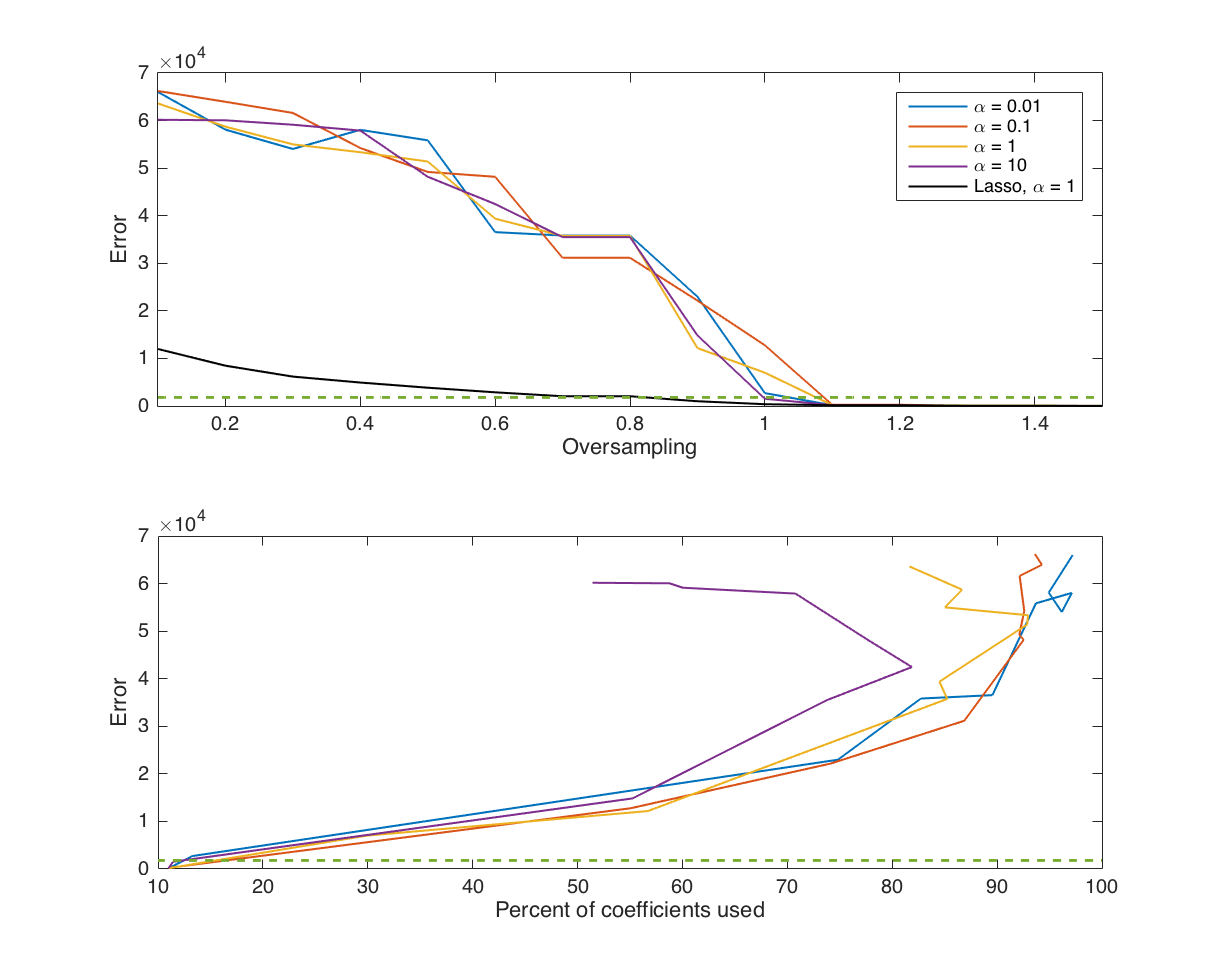 ×10^4
7
6
5
4
3
2
1
0
Error
0.2 0.4 0.6 0.8 1 1.2 1.4
Oversampling
α = 0.01
α = 0.1
α = 1
α = 10
Lasso, α = 1
×10^4
7
6
5
4
3
2
1
0
Error
10 20 30 40 50 60 70 80 90 100
Percent of coefficients used